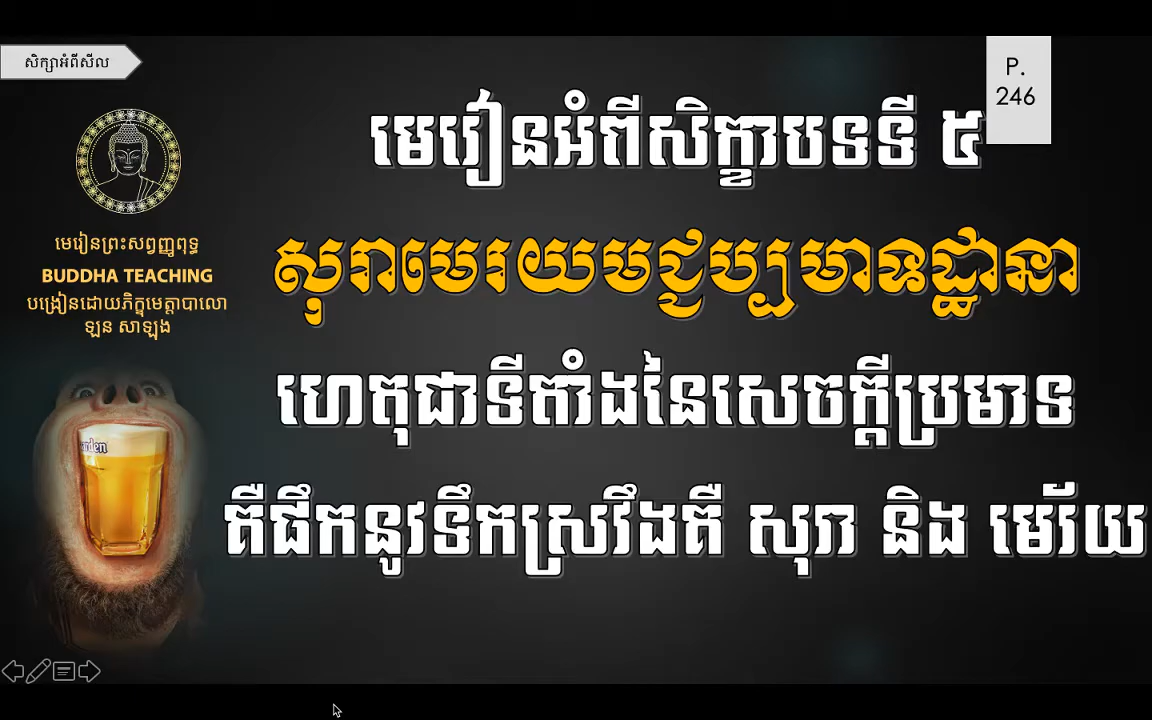 សិក្សាអំពីសីល
P.
246
មេរៀនអំពីសិក្ខាបទទី ៥
មេរៀនព្រះសព្វញ្ញុពុទ្ធ
BUDDHA TEACHING
បង្រៀនដោយភិក្ខុមេត្តាបាលោ
ឡុន សាឡុង
សុរាមេរយមជ្ជប្បមាទដ្ឋានា
ហេតុជាទីតាំងនៃសេចក្តីប្រមាទ
គឺផឹកនូវទឹកស្រវឹងគឺ សុរា និង មេរ័យ